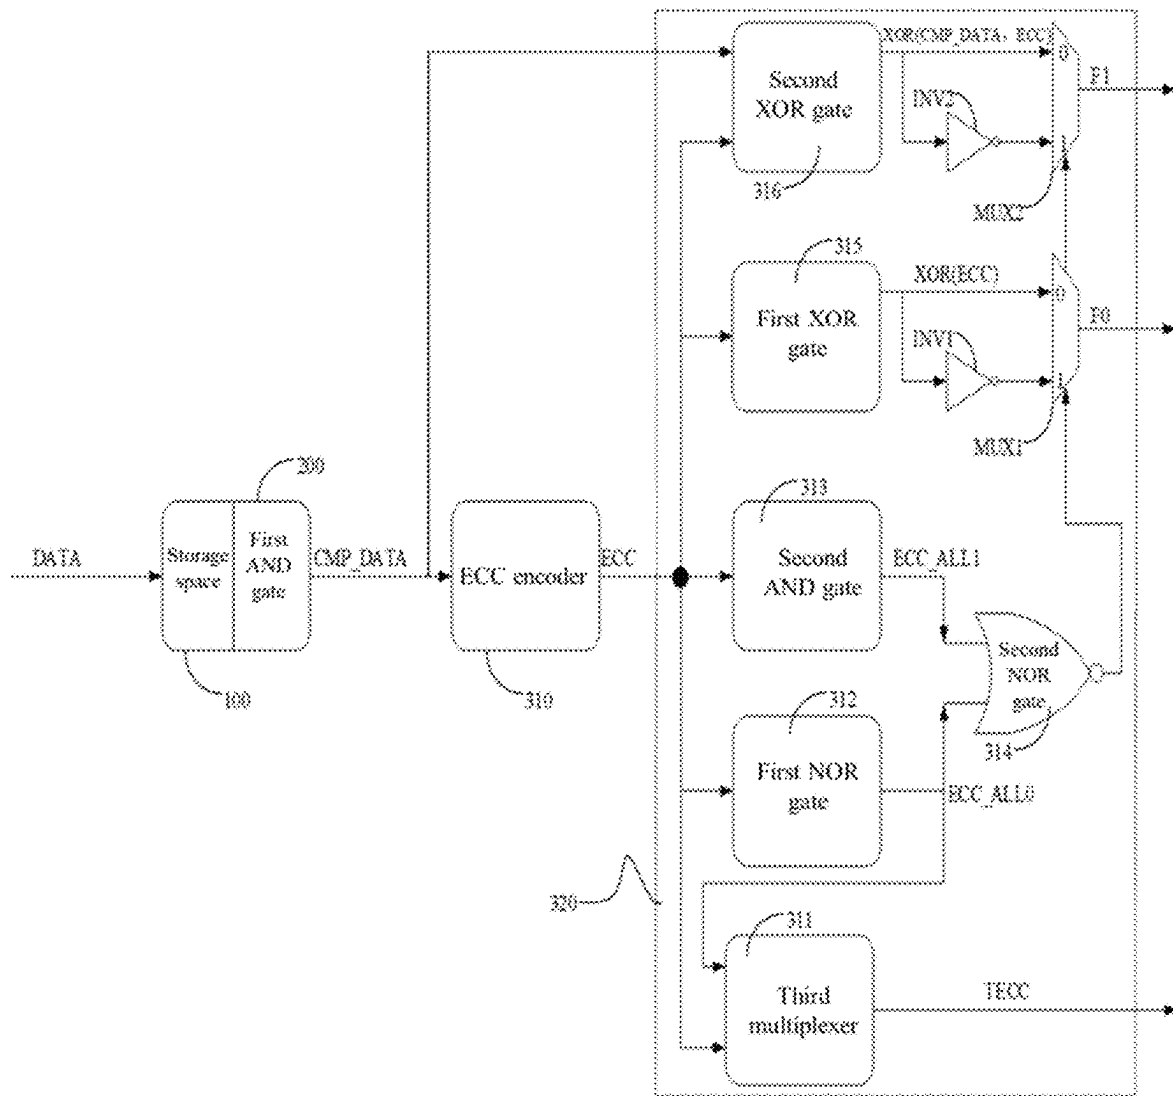 XOR(CMP_DATA, ECC)
0
F1
Second
XOR gate
INV2
1
316
MUX2
315
XOR(ECC)
0
F0
First XOR
gate
INV1
1
MUX1
200
313
DATA
Storage
space
First
AND
gate
CMP_DATA
ECC encoder
ECC
Second
AND gate
ECC_ALL1
Second
NOR
gate
100
310
312
314
First NOR
gate
ECC_ALL0
320
311
Third
multiplexer
TECC